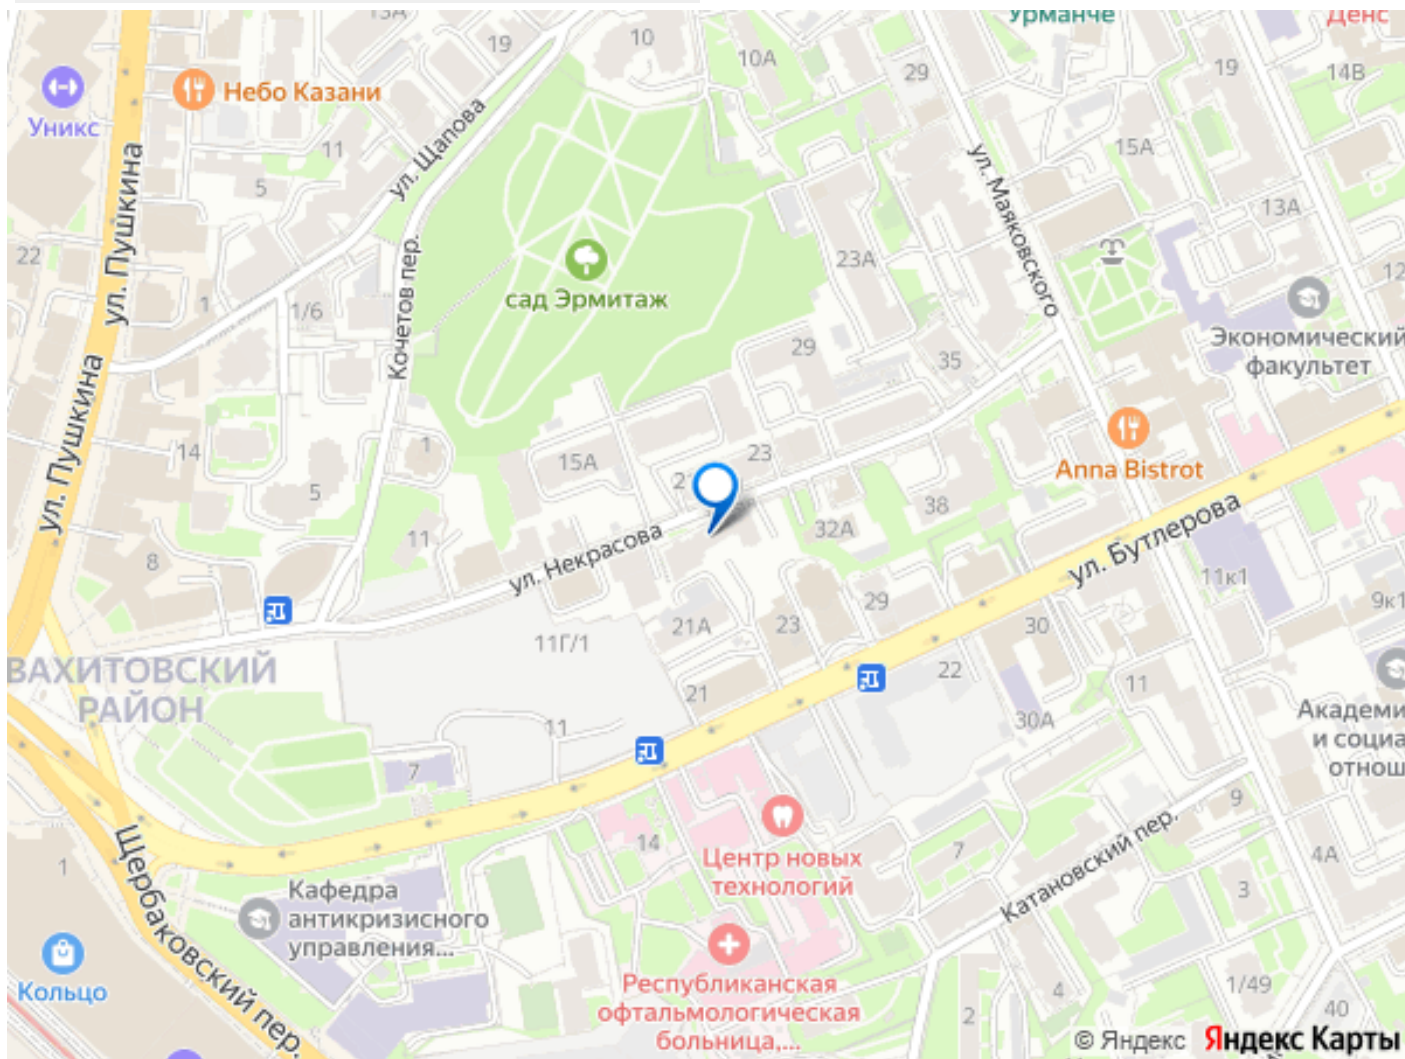 13А
19
10
10А
Урманче
Денс
29
19
14В
Небо Казани
Уникс
11
ул. Щапова
5
ул. Пушкина
ул. Маяковского
15А
13А
22
1
1/6
Кочетов пер.
сад Эрмитаж
23А
12
Экономический
факультет
29
35
ул. Пушкина
14
1
15А
23
Anna Bistrot
5
2
38
11
32А
8
ул. Некрасова
ул. Бутлерова
11к1
29
9к1
21А
23
30
11Г/1
ВАХИТОВСКИЙ
РАЙОН
21
22
11
30А
11
Академи
и социа
отнош
7
9
14
Центр новых
технологий
7
Катановский пер.
4А
1
Щербаковский пер.
Кафедра
антикризисного
управления...
3
Кольцо
Республиканская
офтальмологическая
больница,...
4
2
1/49
40
© Яндекс Яндекс Карты